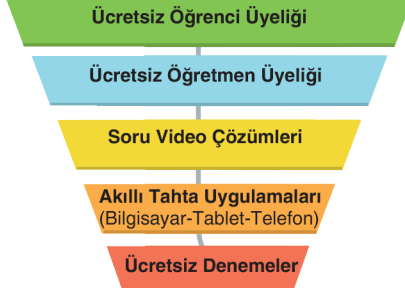 Ücretsiz Öğrenci Üyeliği
Ücretsiz Öğretmen Üyeliği
Soru Video Çözümleri
Akıllı Tahta Uygulamaları
(Bilgisayar-Tablet-Telefon)
Ücretsiz Denemeler